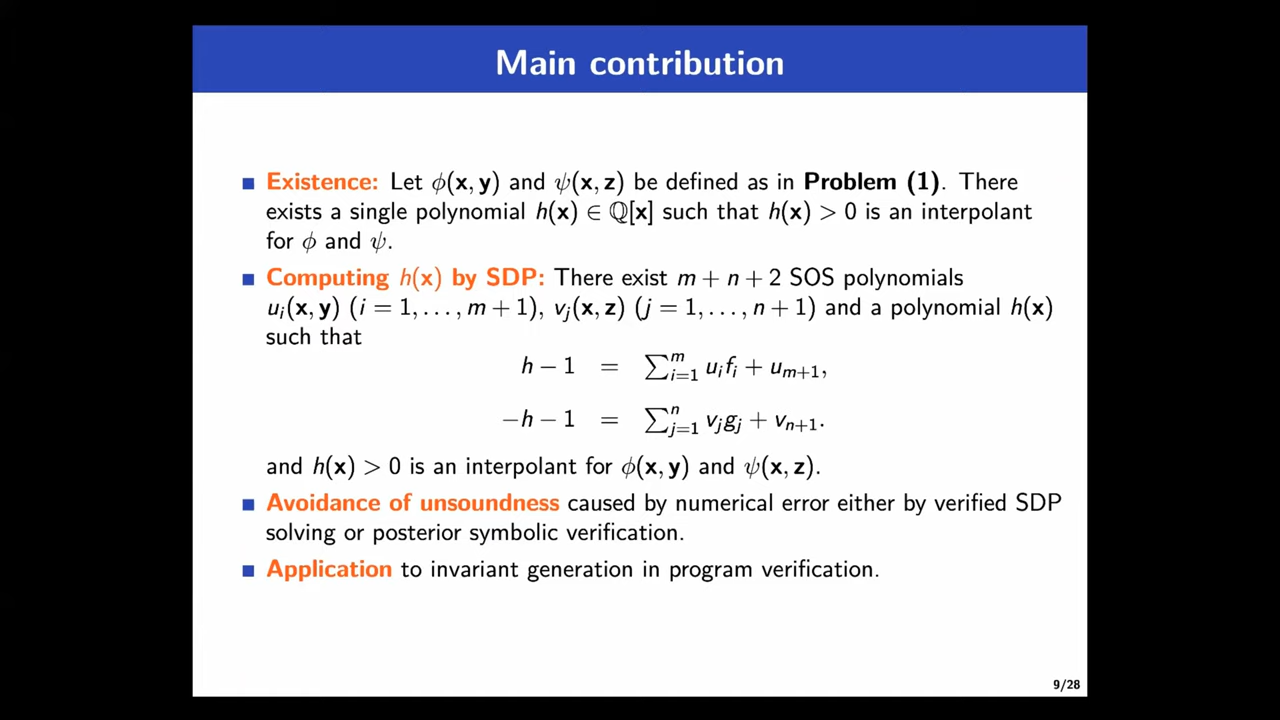 Main contribution
Existence: Let ϕ(x, y) and ψ(x, z) be defined as in Problem (1). There
exists a single polynomial h(x) ∈ ℚ[x] such that h(x) > 0 is an interpolant
for ϕ and ψ.
Computing h(x) by SDP: There exist m + n + 2 SOS polynomials
u_i(x, y) (i = 1, . . . , m + 1), v_j(x, z) (j = 1, . . . , n + 1) and a polynomial h(x)
such that
h − 1 = ∑_{i=1}^{m} u_i f_i + u_{m+1},
−h − 1 = ∑_{j=1}^{n} v_j g_j + v_{n+1}.
and h(x) > 0 is an interpolant for ϕ(x, y) and ψ(x, z).
Avoidance of unsoundness caused by numerical error either by verified SDP
solving or posterior symbolic verification.
Application to invariant generation in program verification.
9/28